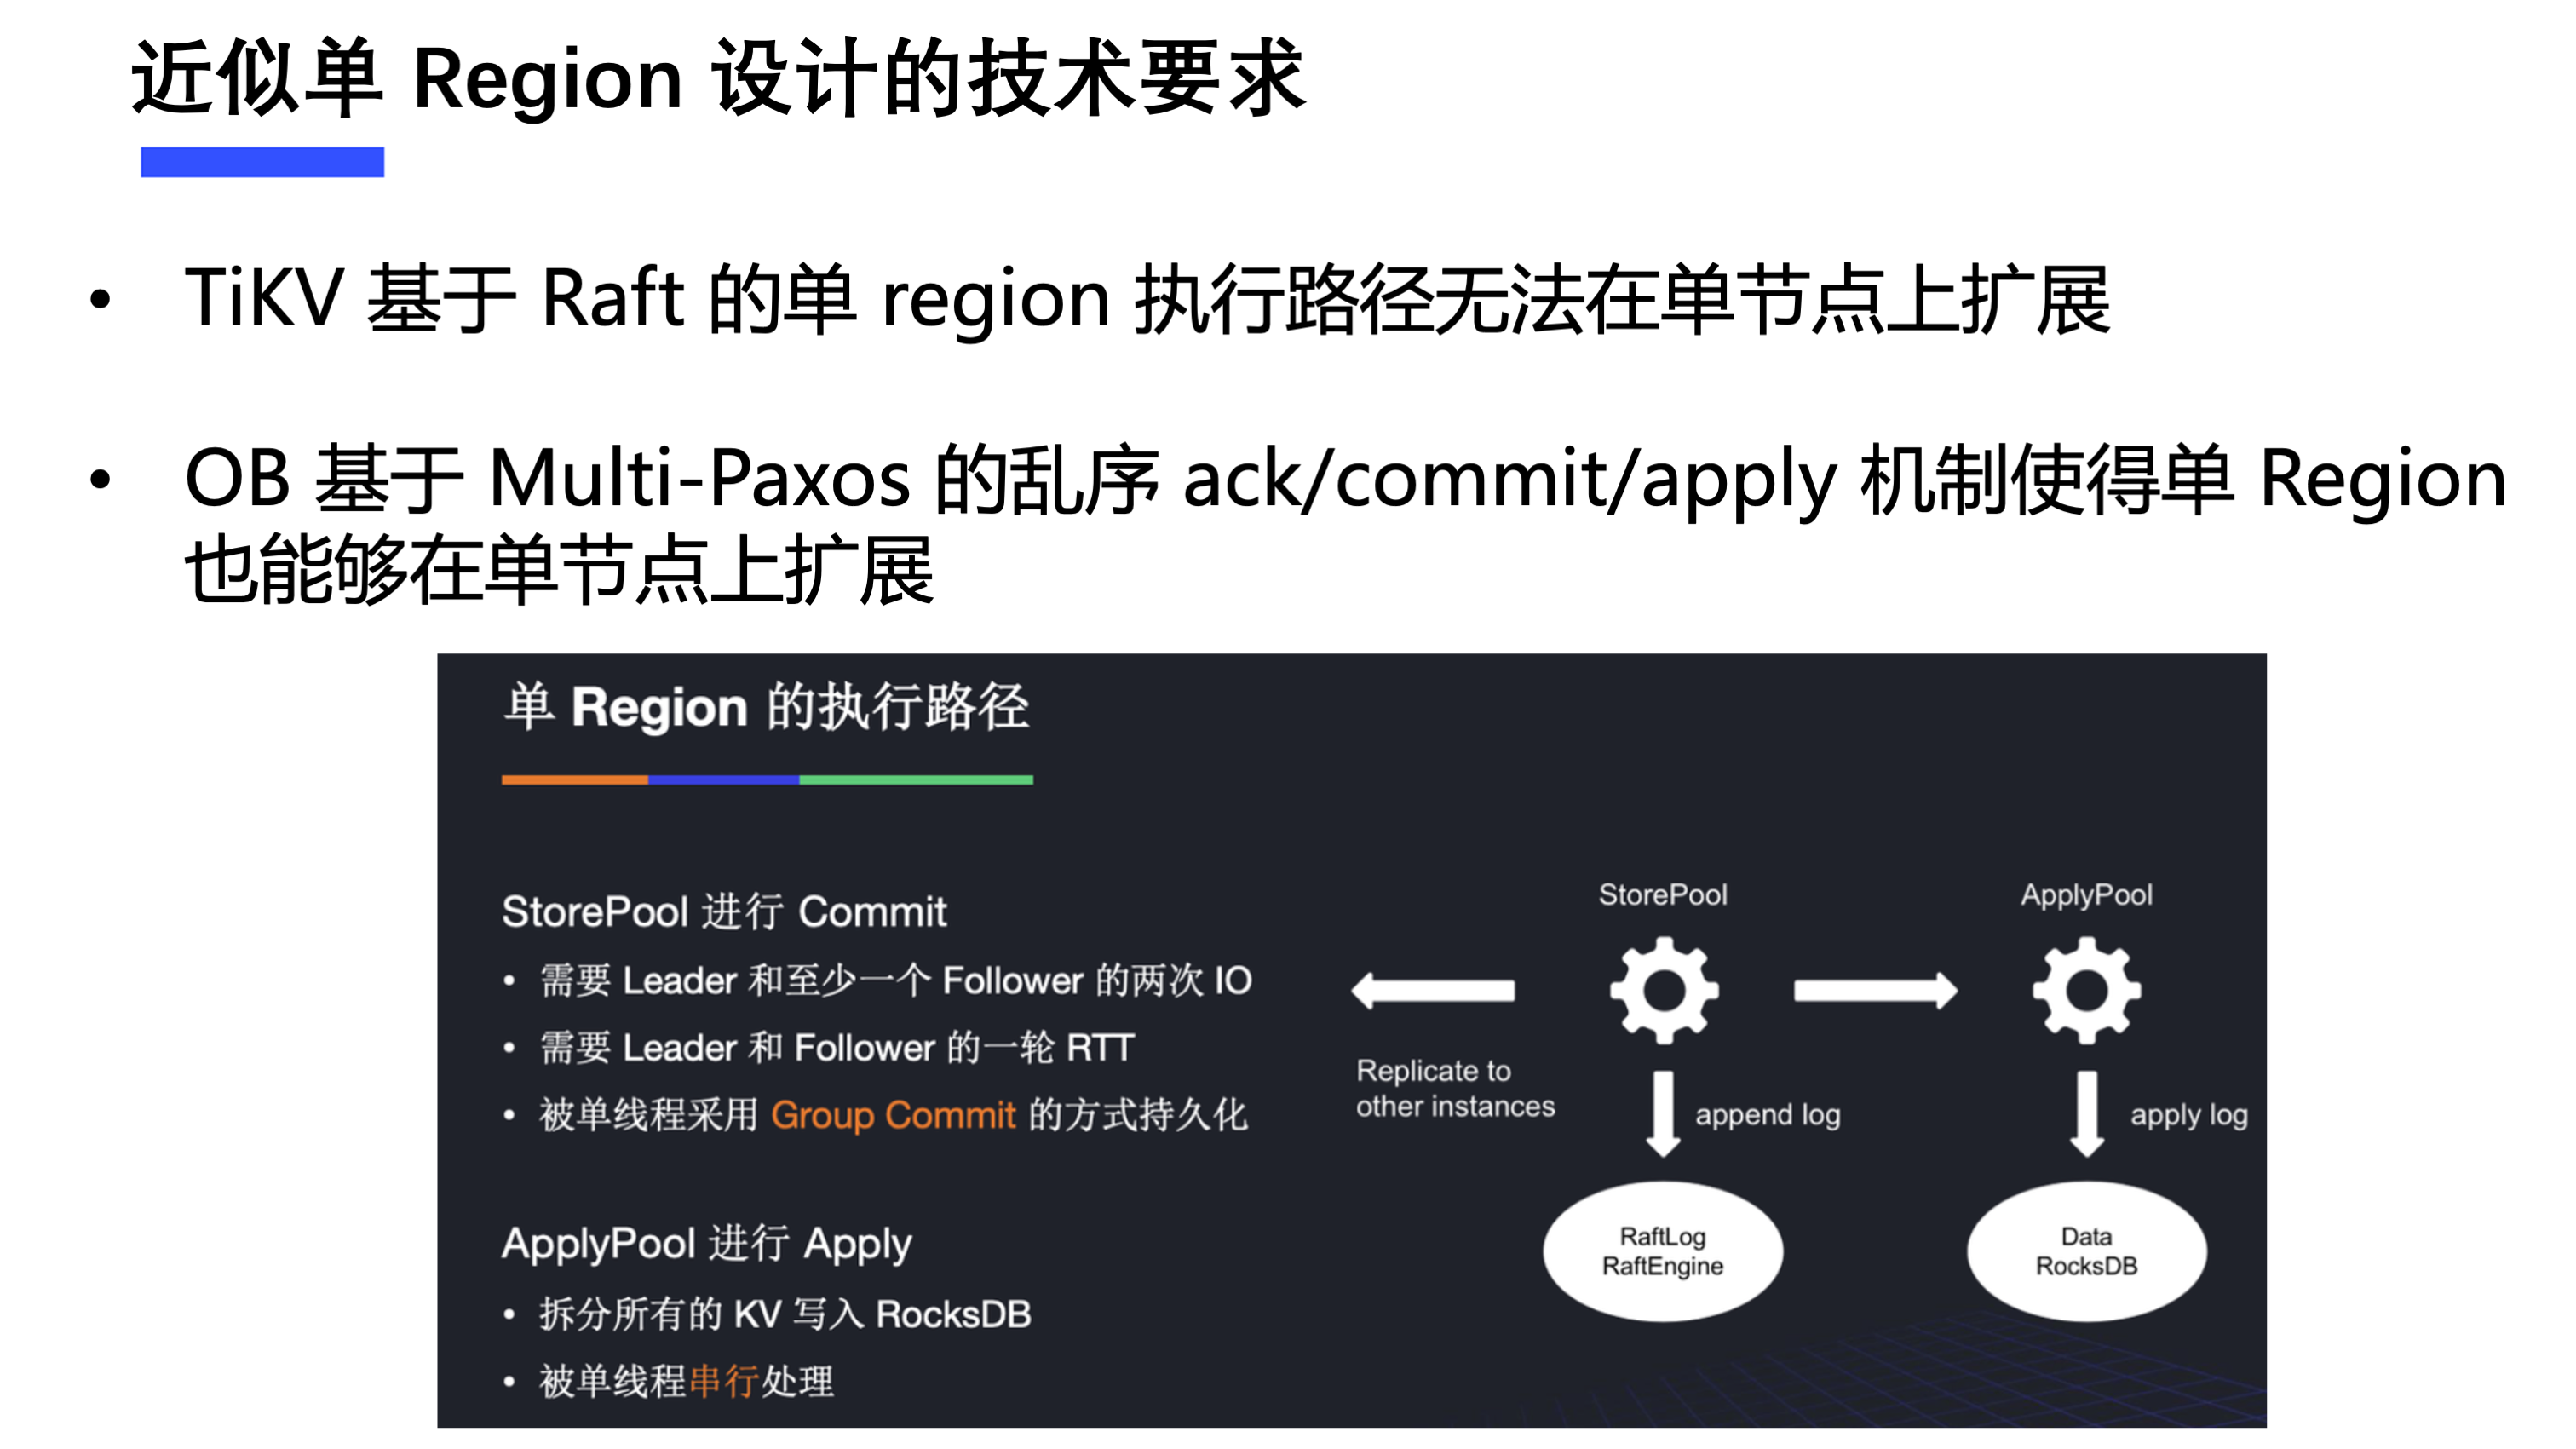 近似单 Region 设计的技术要求
• TiKV 基于 Raft 的单 region 执行路径无法在单节点上扩展
• OB 基于 Multi-Paxos 的乱序 ack/commit/apply 机制使得单 Region
也能够在单节点上扩展
单 Region 的执行路径
StorePool 进行 Commit
• 需要 Leader 和至少一个 Follower 的两次 IO
• 需要 Leader 和 Follower 的一轮 RTT
• 被单线程采用 Group Commit 的方式持久化
ApplyPool 进行 Apply
• 拆分所有的 KV 写入 RocksDB
• 被单线程串行处理
StorePool
ApplyPool
Replicate to
other instances
append log
apply log
RaftLog
RaftEngine
Data
RocksDB